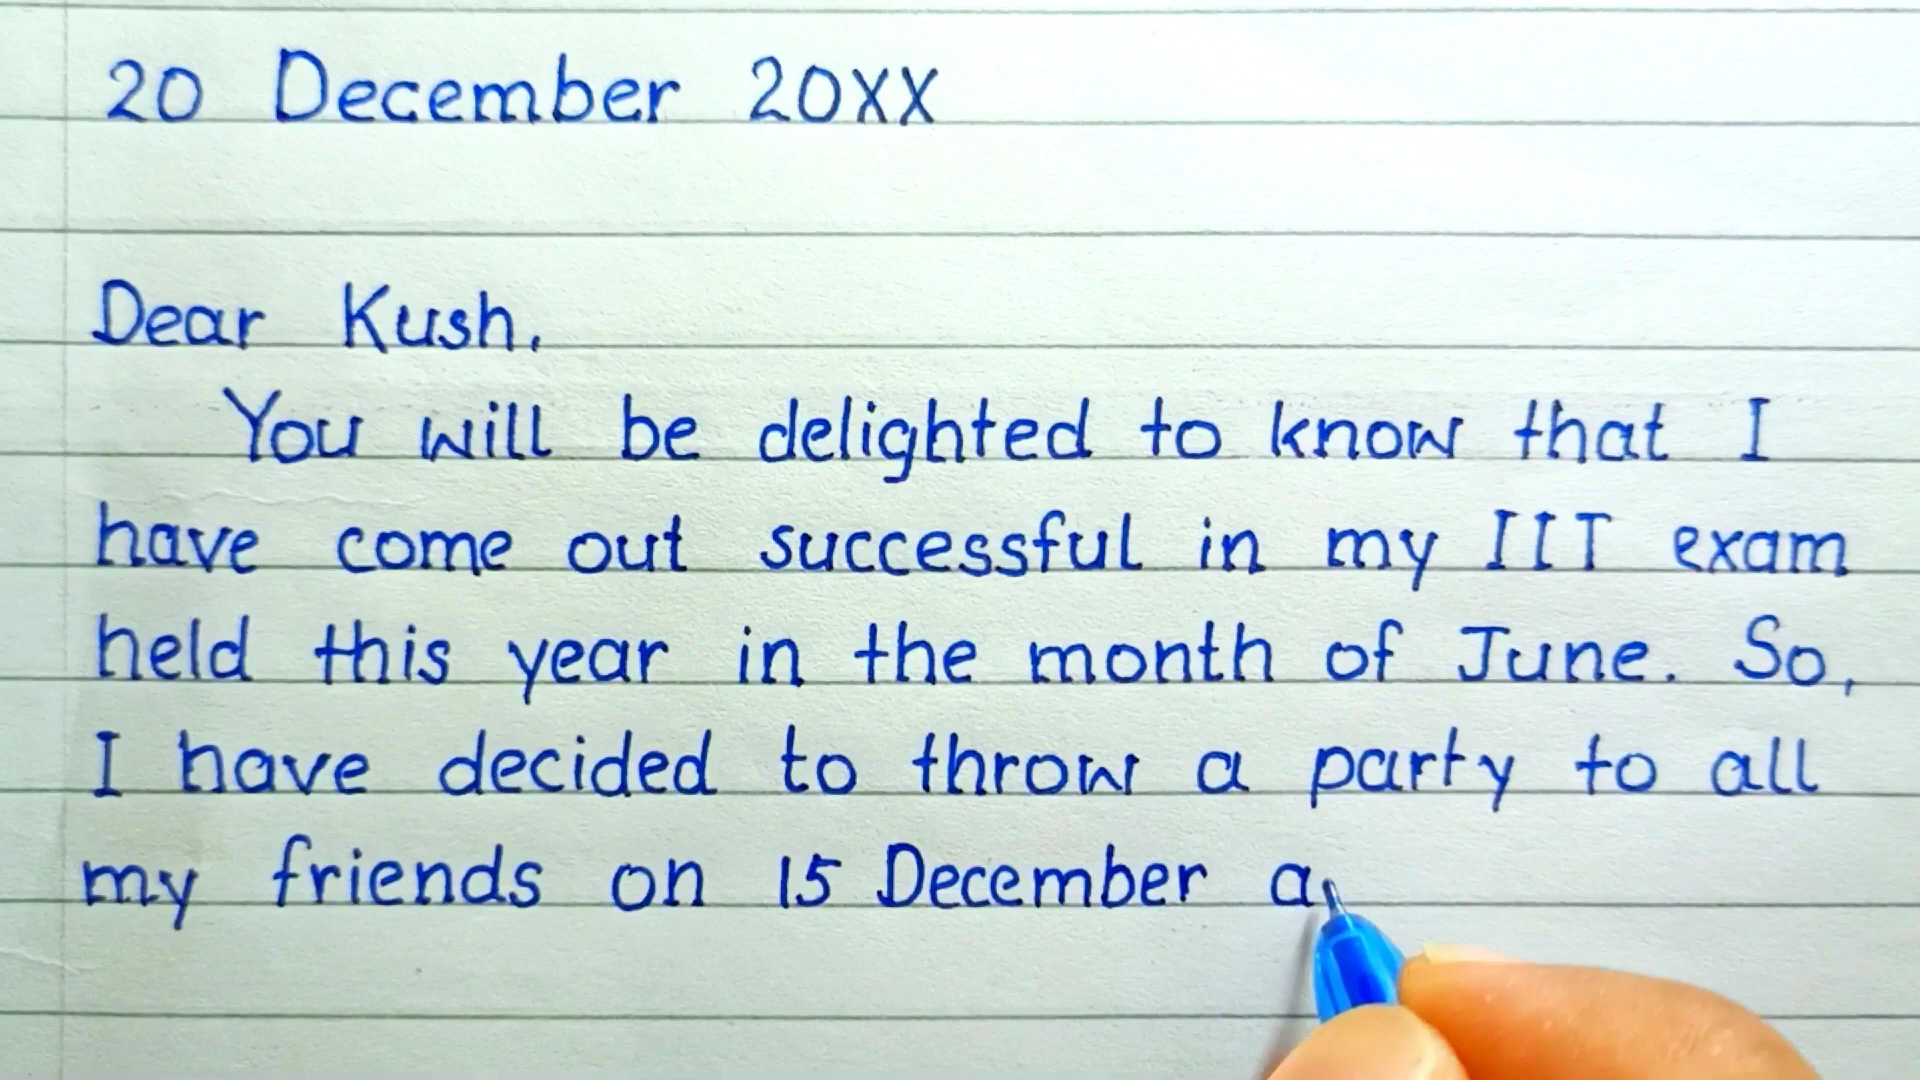 20 December 20XX
Dear Kush,
You will be delighted to know that I
have come out successful in my IIT exam
held this year in the month of June. So,
I have decided to throw a party to all
my friends on 15 December a